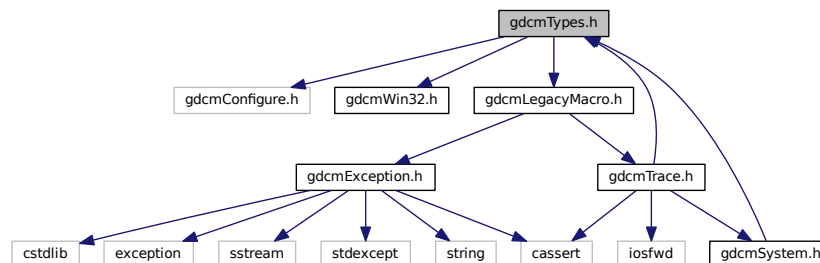 gdcmTypes.h
gdcmConfigure.h gdcmWin32.h gdcmLegacyMacro.h
gdcmException.h gdcmTrace.h
cstdlib exception sstream stdexcept string cassert iosfwd gdcmSystem.h